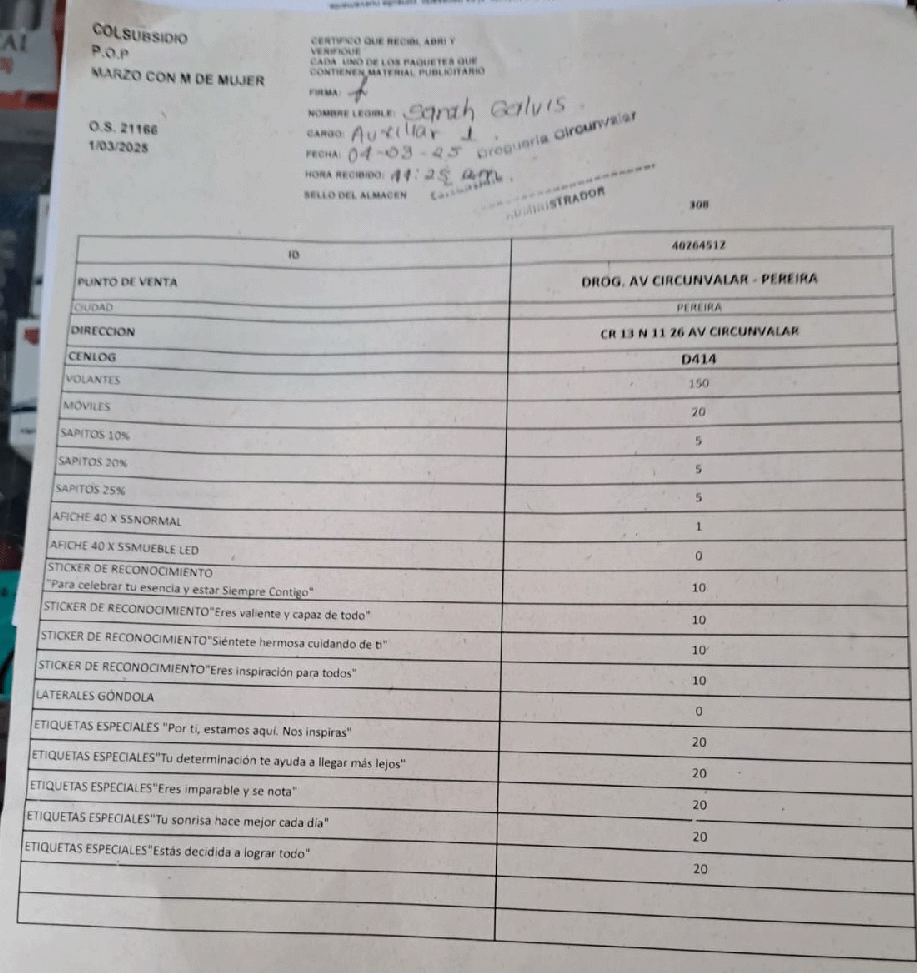 COLSUBSIDIO
P.O.P
MARZO CON M DE MUJER
O.S. 21166
1/03/2025
CERTIFICO QUE RECIBI, ABRI Y
VERIFIQUE
CADA UNO DE LOS PAQUETES QUE
CONTIENEN MATERIAL PUBLICITARIO
FIRMA:
NOMBRE LEGIBLE: Sarah Galvis.
CARGO: Auxiliar 1.
FECHA: 04-03-25 Drogueria Circunvalar
HORA RECIBIDO: 11:25 am.
SELLO DEL ALMACEN
ADMINISTRADOR
308
ID 40264512
PUNTO DE VENTA DROG. AV CIRCUNVALAR - PEREIRA
CIUDAD PEREIRA
DIRECCION CR 13 N 11 26 AV CIRCUNVALAR
CENLOG D414
VOLANTES 150
MÓVILES 20
SAPITOS 10% 5
SAPITOS 20% 5
SAPITOS 25% 5
AFICHE 40 X 55NORMAL 1
AFICHE 40 X 55MUEBLE LED 0
STICKER DE RECONOCIMIENTO
"Para celebrar tu esencia y estar Siempre Contigo" 10
STICKER DE RECONOCIMIENTO"Eres valiente y capaz de todo" 10
STICKER DE RECONOCIMIENTO"Siéntete hermosa cuidando de ti" 10
STICKER DE RECONOCIMIENTO"Eres inspiración para todos" 10
LATERALES GÓNDOLA 0
ETIQUETAS ESPECIALES "Por ti, estamos aquí. Nos inspiras" 20
ETIQUETAS ESPECIALES"Tu determinación te ayuda a llegar más lejos" 20
ETIQUETAS ESPECIALES"Eres imparable y se nota" 20
ETIQUETAS ESPECIALES"Tu sonrisa hace mejor cada día" 20
ETIQUETAS ESPECIALES"Estás decidida a lograr todo" 20